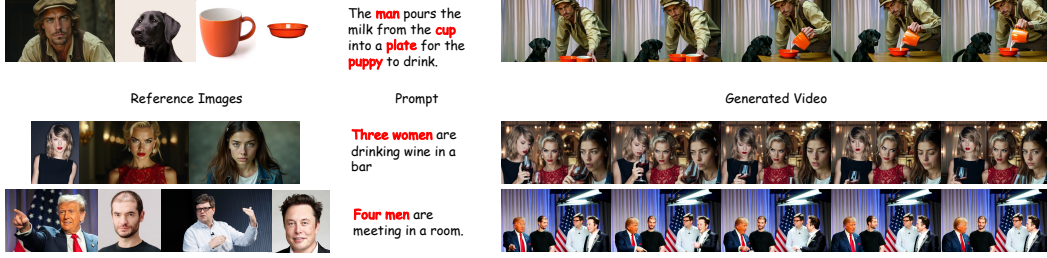 The man pours the
milk from the cup
into a plate for the
puppy to drink.
Reference Images
Prompt
Generated Video
Three women are
drinking wine in a
bar
Four men are
meeting in a room.